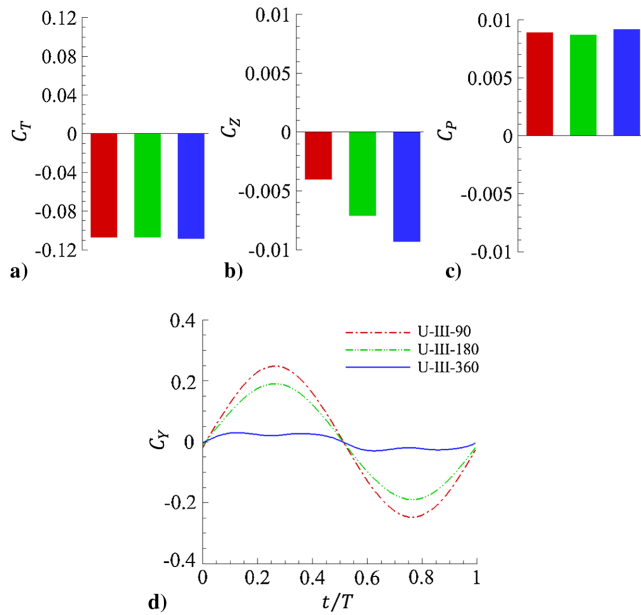 0.12
0.08
0.04
0
-0.04
-0.08
-0.12
C_T
a)
0.01
0.005
0
-0.005
-0.01
C_Z
b)
0.01
0.005
0
-0.005
-0.01
C_P
c)
0.4
0.2
0
-0.2
-0.4
C_Y
U-III-90
U-III-180
U-III-360
0 0.2 0.4 0.6 0.8 1
t/T
d)